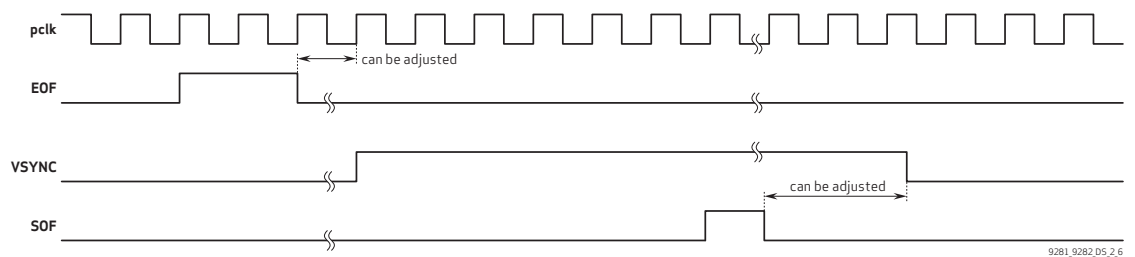 pclk
can be adjusted
EOF
VSYNC
can be adjusted
SOF
9281_9282_DS_2_6